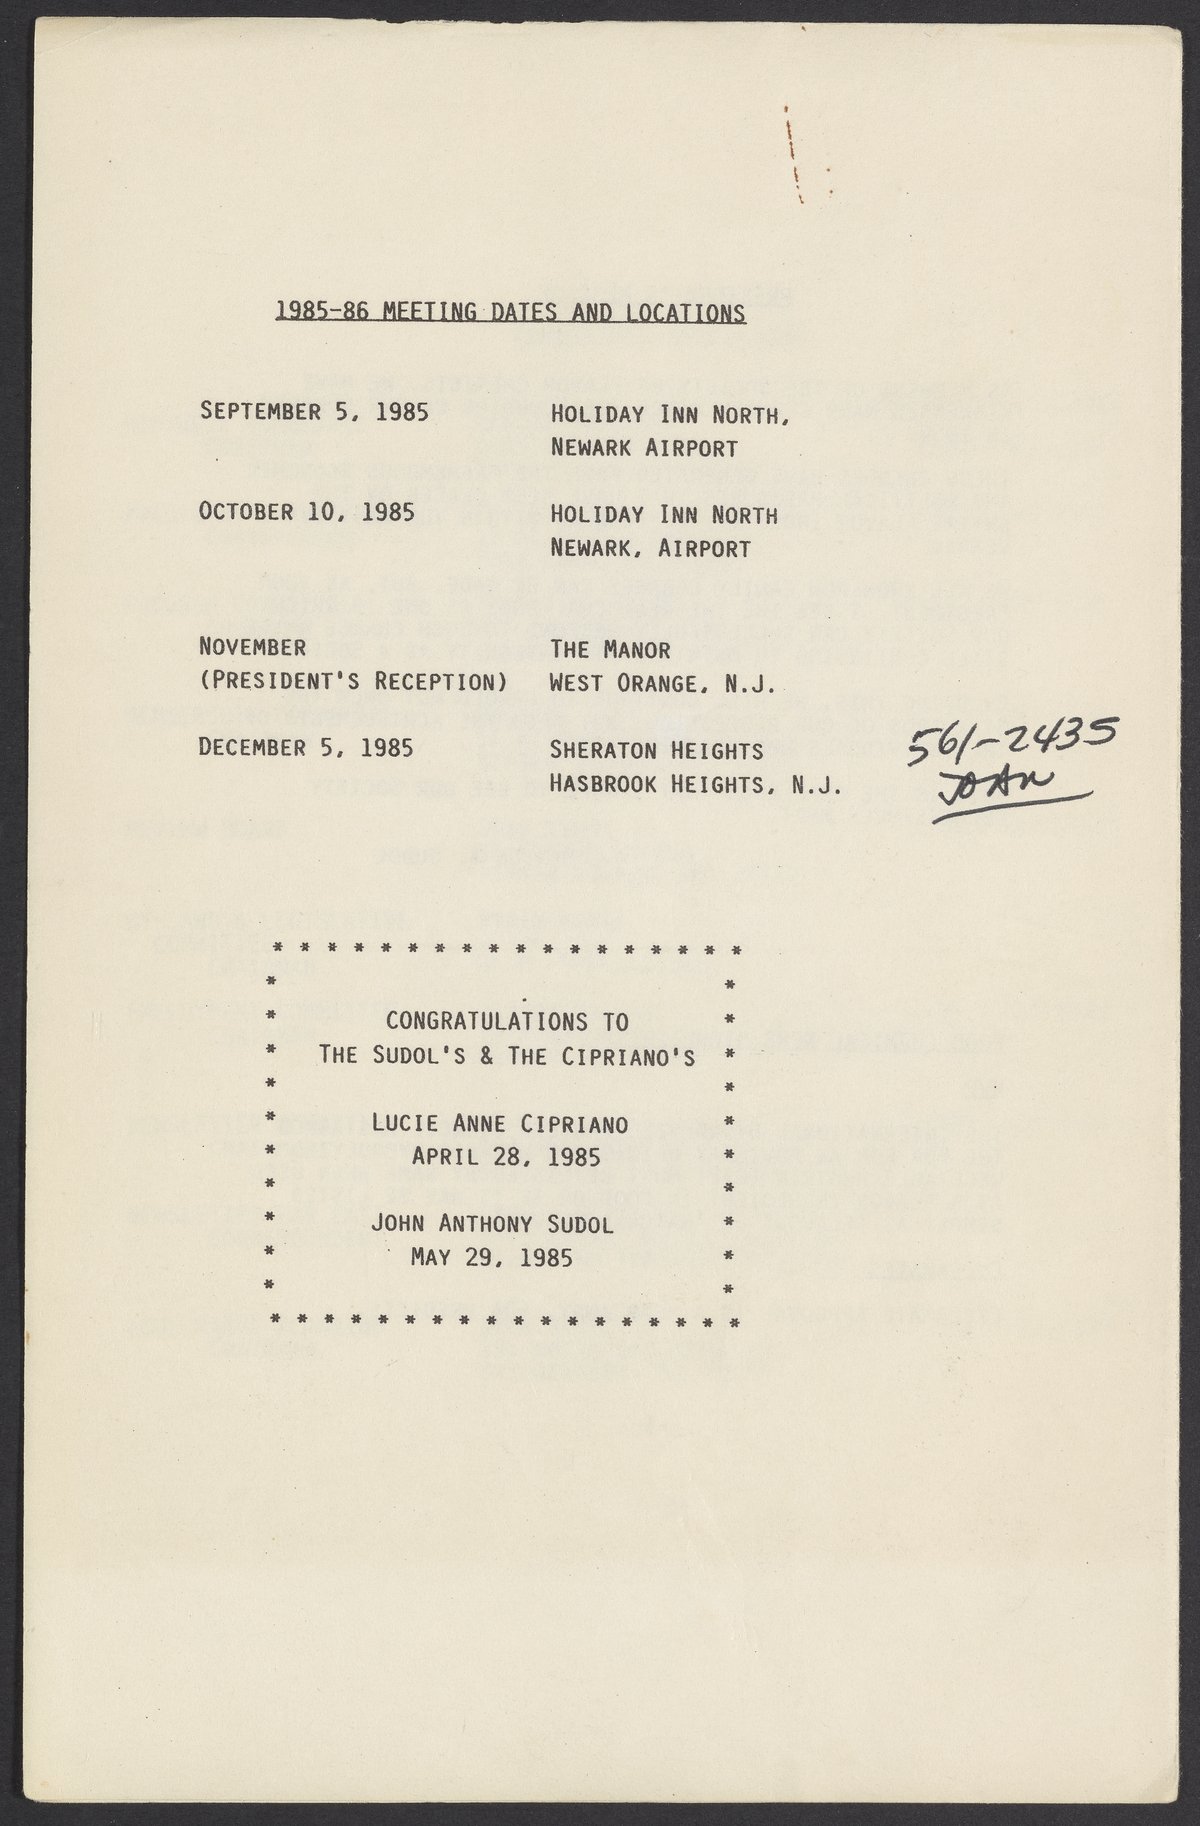 1985-86 MEETING DATES AND LOCATIONS
SEPTEMBER 5, 1985 HOLIDAY INN NORTH,
NEWARK AIRPORT
OCTOBER 10, 1985 HOLIDAY INN NORTH
NEWARK, AIRPORT
NOVEMBER THE MANOR
(PRESIDENT'S RECEPTION) WEST ORANGE, N.J.
DECEMBER 5, 1985 SHERATON HEIGHTS 561-2435
HASBROOK HEIGHTS, N.J. JOAN
* * * * * * * * * * * * * * * * * *
* *
* CONGRATULATIONS TO *
* THE SUDOL'S & THE CIPRIANO'S *
* *
* LUCIE ANNE CIPRIANO *
* APRIL 28, 1985 *
* *
* JOHN ANTHONY SUDOL *
* MAY 29, 1985 *
* *
* * * * * * * * * * * * * * * * * *